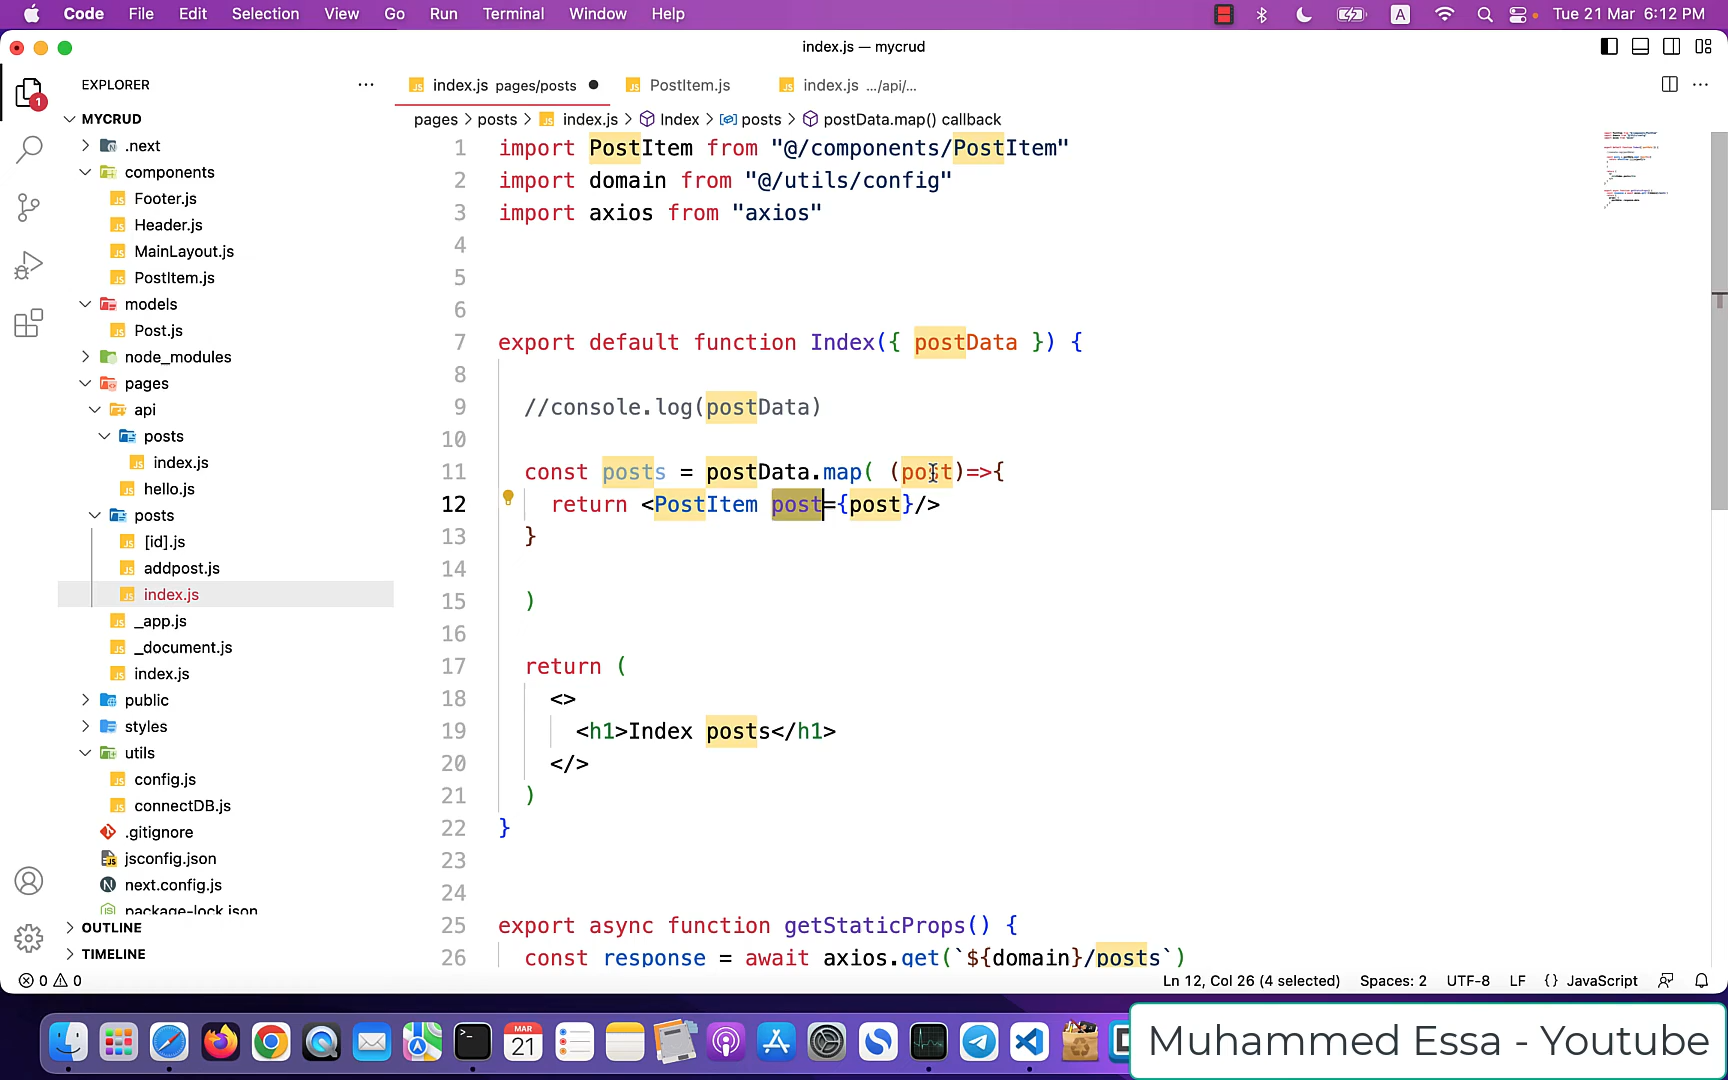 Code File Edit Selection View Go Run Terminal Window Help A Tue 21 Mar 6:12 PM
index.js — mycrud
EXPLORER
index.js pages/posts
PostItem.js
index.js .../api/...
pages > posts > index.js > Index > posts > postData.map() callback
MYCRUD
.next
components
Footer.js
Header.js
MainLayout.js
PostItem.js
models
Post.js
node_modules
pages
api
posts
index.js
hello.js
posts
[id].js
addpost.js
index.js
_app.js
_document.js
index.js
public
styles
utils
config.js
connectDB.js
.gitignore
jsconfig.json
next.config.js
package-lock.json
OUTLINE
TIMELINE
1 import PostItem from "@/components/PostItem"
2 import domain from "@/utils/config"
3 import axios from "axios"
4
5
6
7 export default function Index({ postData }) {
8
9 //console.log(postData)
10
11 const posts = postData.map( (post)=>{
12 return <PostItem post={post}/>
13 }
14
15 )
16
17 return (
18 <>
19 <h1>Index posts</h1>
20 </>
21 )
22 }
23
24
25 export async function getStaticProps() {
26 const response = await axios.get(`${domain}/posts`)
1
0 0
Ln 12, Col 26 (4 selected) Spaces: 2 UTF-8 LF {} JavaScript
MAR
21
Muhammed Essa - Youtube